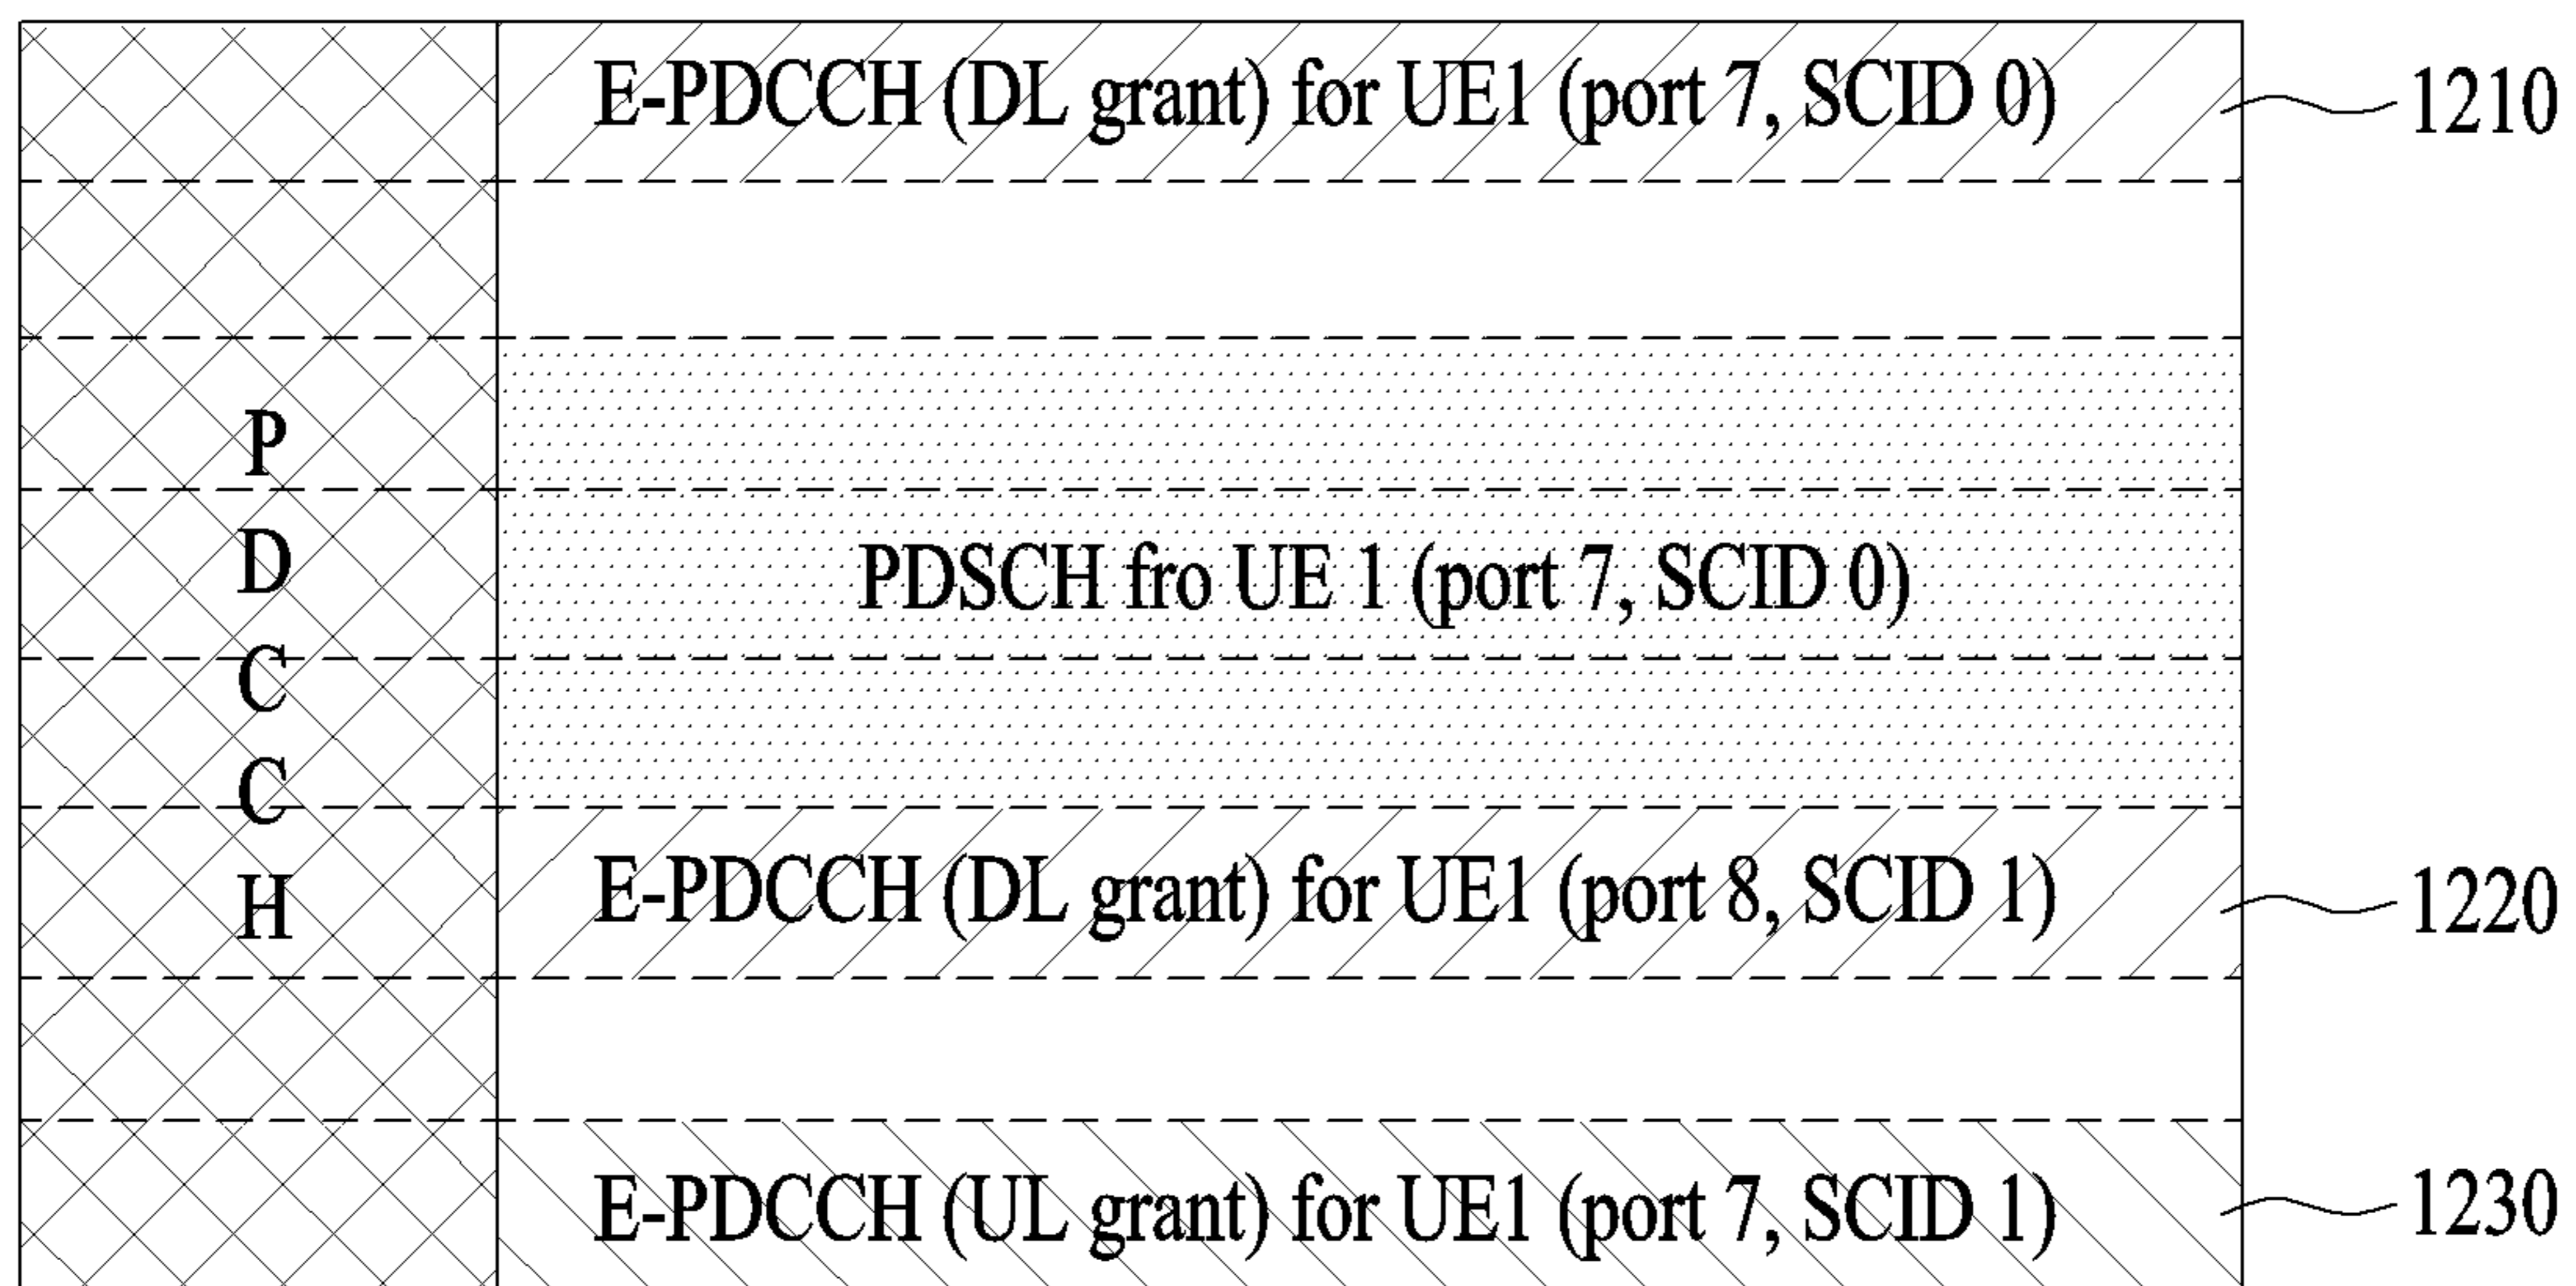 E-PDCCH (DL grant) for UE1 (port 7, SCID 0)
1210
P
D
C
C
H
PDSCH fro UE 1 (port 7, SCID 0)
E-PDCCH (DL grant) for UE1 (port 8, SCID 1)
1220
E-PDCCH (UL grant) for UE1 (port 7, SCID 1)
1230